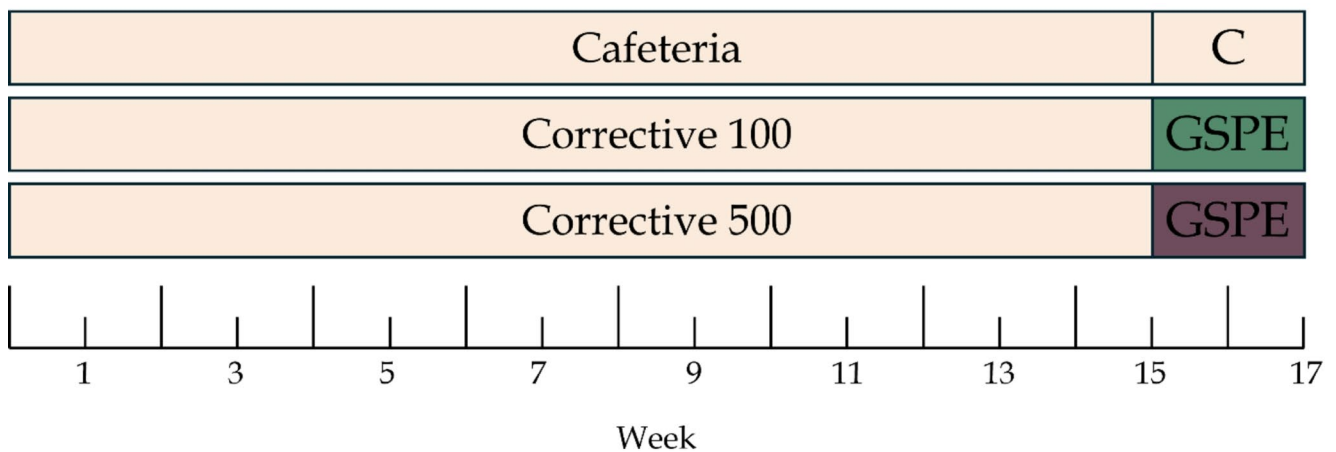 Cafeteria C
Corrective 100 GSPE
Corrective 500 GSPE
1 3 5 7 9 11 13 15 17
Week